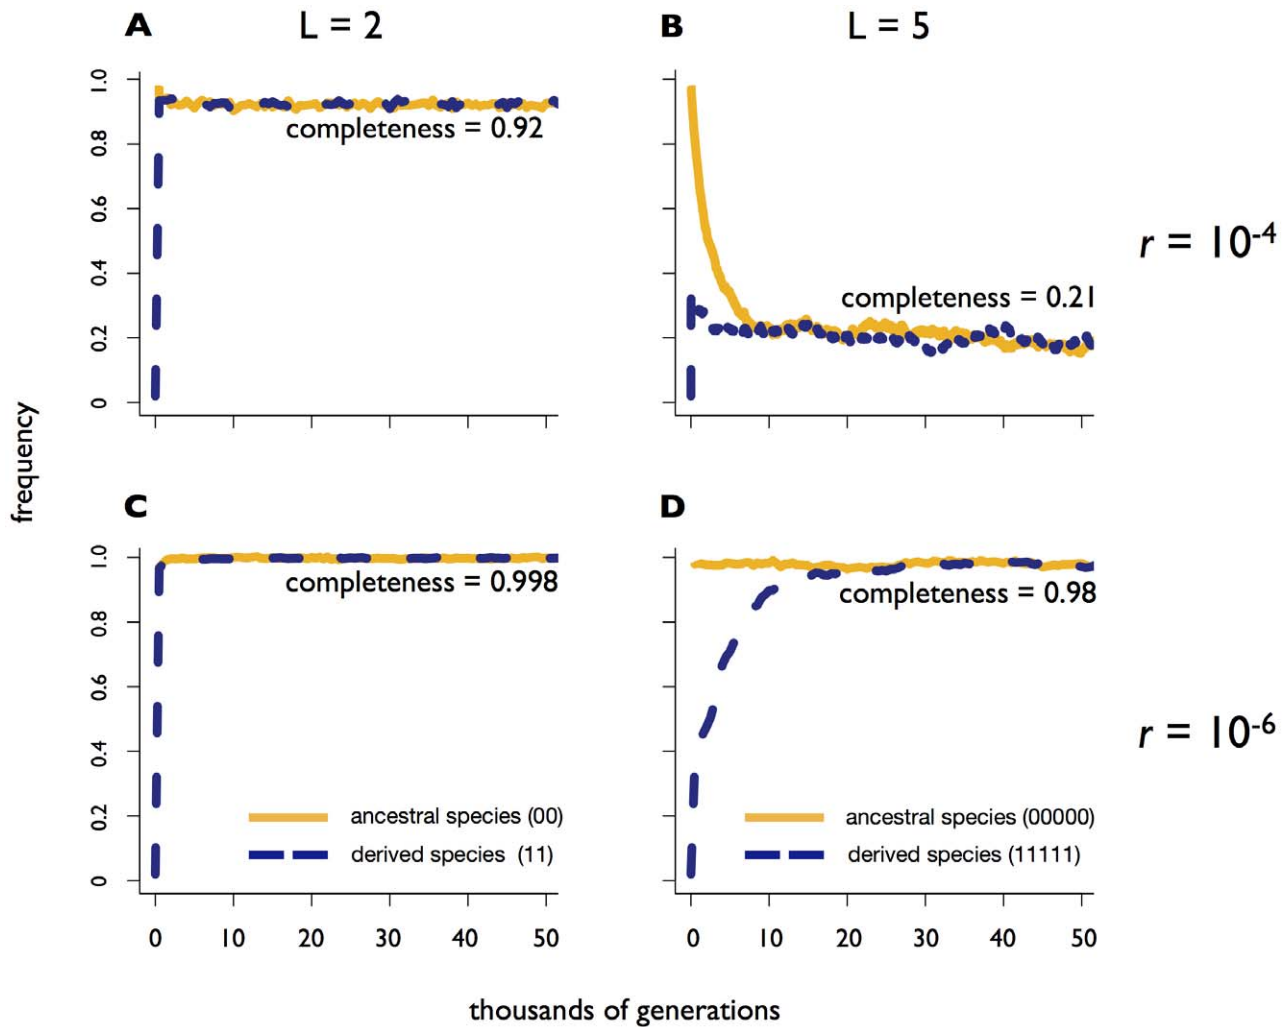 A
L = 2
B
L = 5
1.0
0.8
0.6
0.4
0.2
0
completeness = 0.92
completeness = 0.21
r = 10-4
frequency
C
D
1.0
0.8
0.6
0.4
0.2
0
completeness = 0.998
completeness = 0.98
r = 10-6
ancestral species (00)
derived species (11)
ancestral species (00000)
derived species (11111)
0 10 20 30 40 50
0 10 20 30 40 50
thousands of generations